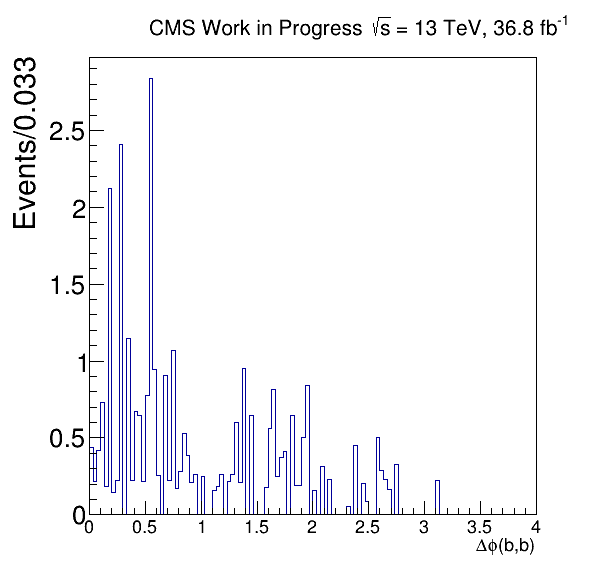 CMS Work in Progress √s = 13 TeV, 36.8 fb⁻¹
Events/0.033
2.5
2
1.5
1
0.5
0
0 0.5 1 1.5 2 2.5 3 3.5 4
Δϕ(b,b)